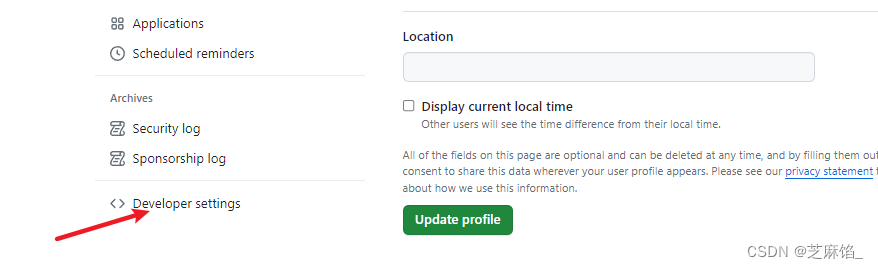 Applications
Scheduled reminders
Archives
Security log
Sponsorship log
Developer settings
Location
Display current local time
Other users will see the time difference from their local time.
All of the fields on this page are optional and can be deleted at any time, and by filling them out
consent to share this data wherever your user profile appears. Please see our privacy statement t
about how we use this information.
Update profile
CSDN @芝麻馅_